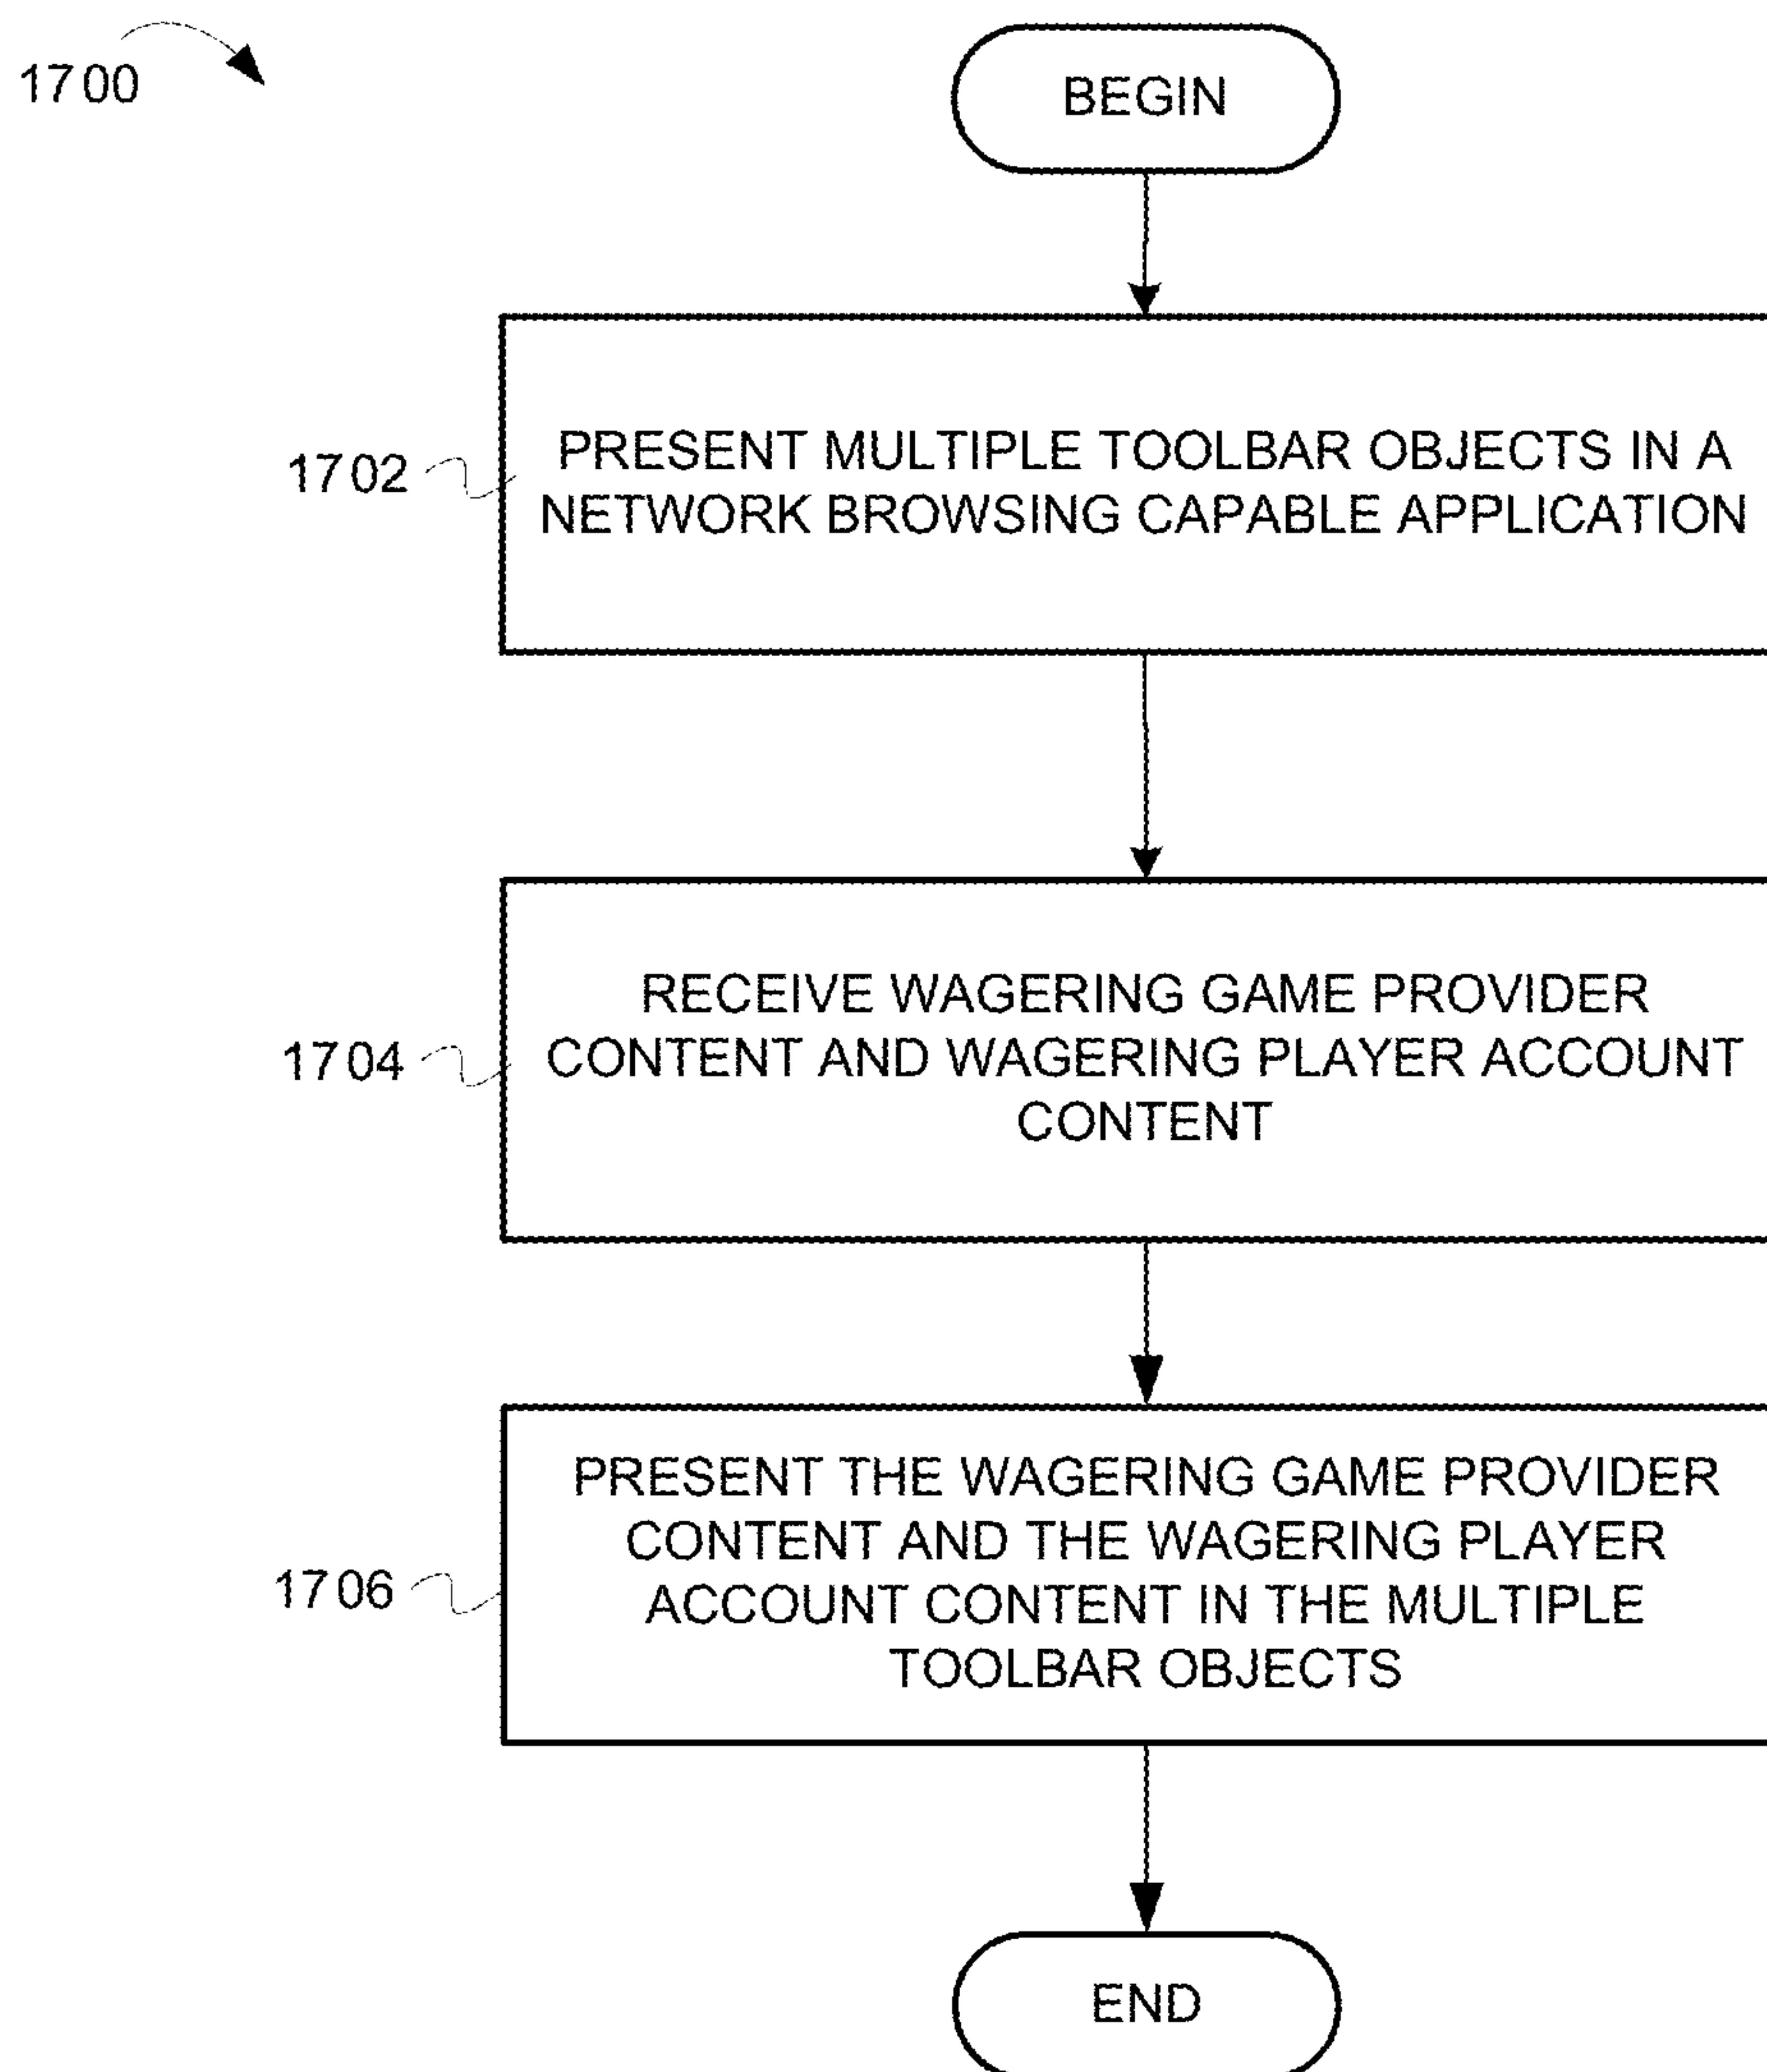 1700
BEGIN
1702
PRESENT MULTIPLE TOOLBAR OBJECTS IN A
NETWORK BROWSING CAPABLE APPLICATION
1704
RECEIVE WAGERING GAME PROVIDER
CONTENT AND WAGERING PLAYER ACCOUNT
CONTENT
1706
PRESENT THE WAGERING GAME PROVIDER
CONTENT AND THE WAGERING PLAYER
ACCOUNT CONTENT IN THE MULTIPLE
TOOLBAR OBJECTS
END